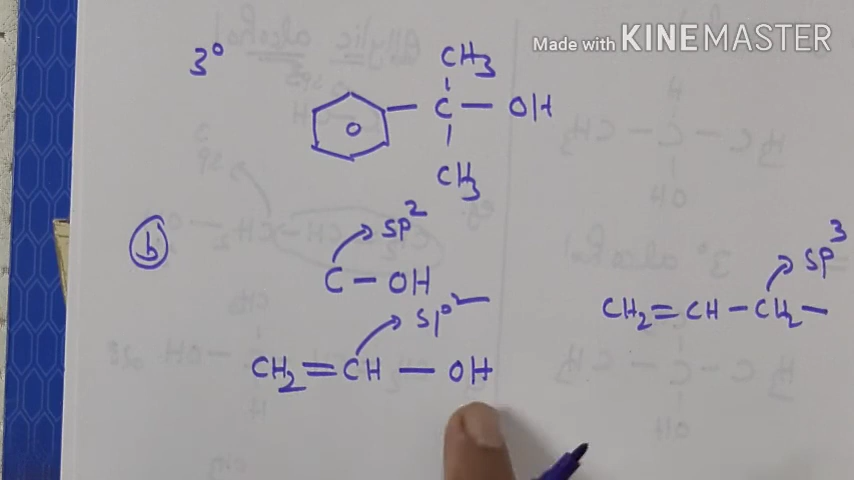 Made with KINEMASTER
3° CH3
C — OH
CH3
b sp2
C — OH
sp2
sp3
CH2=CH—CH2—
CH2=CH—OH